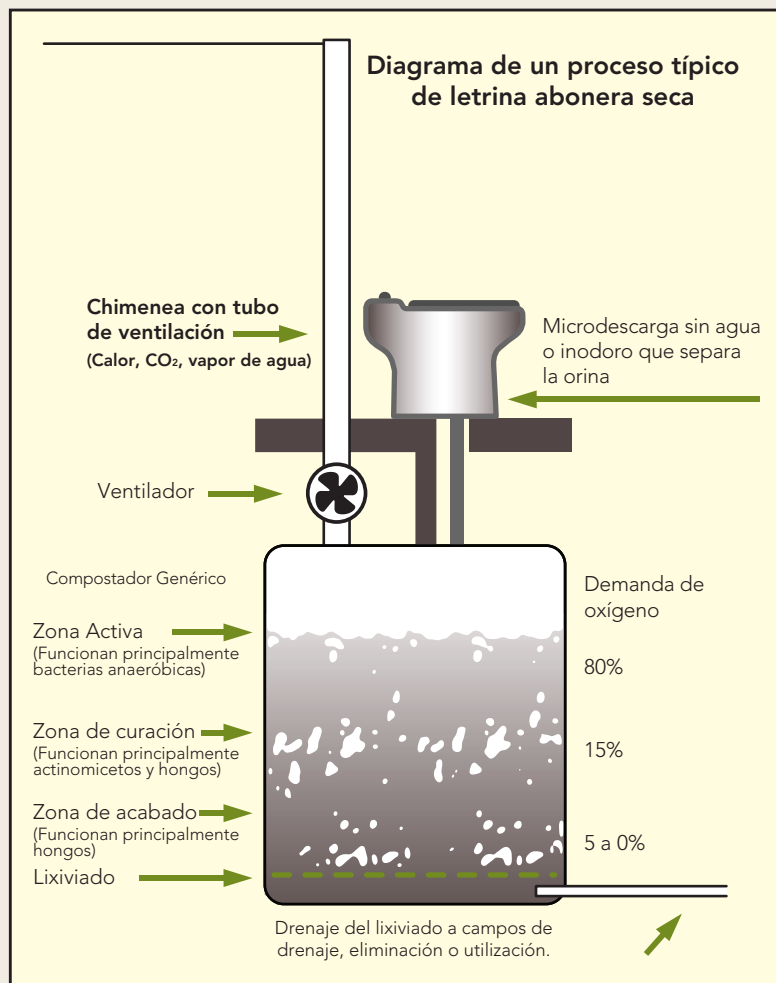 Diagrama de un proceso típico
de letrina abonera seca
Chimenea con tubo
de ventilación
(Calor, CO₂, vapor de agua)
Microdescarga sin agua
o inodoro que separa
la orina
Ventilador
Compostador Genérico
Demanda de
oxígeno
Zona Activa
(Funcionan principalmente
bacterias anaeróbicas)
80%
Zona de curación
(Funcionan principalmente
actinomicetos y hongos)
15%
Zona de acabado
(Funcionan principalmente
hongos)
5 a 0%
Lixiviado
Drenaje del lixiviado a campos de
drenaje, eliminación o utilización.